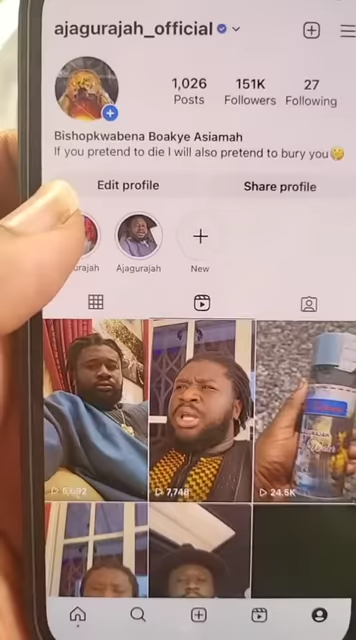 ajagurajah_official
1,026
151K
27
Posts
Followers
Following
Bishopkwabena Boakye Asiamah
If you pretend to die I will also pretend to bury you🤔
Edit profile
Share profile
Ajagurajah
New
7,748
24.5K